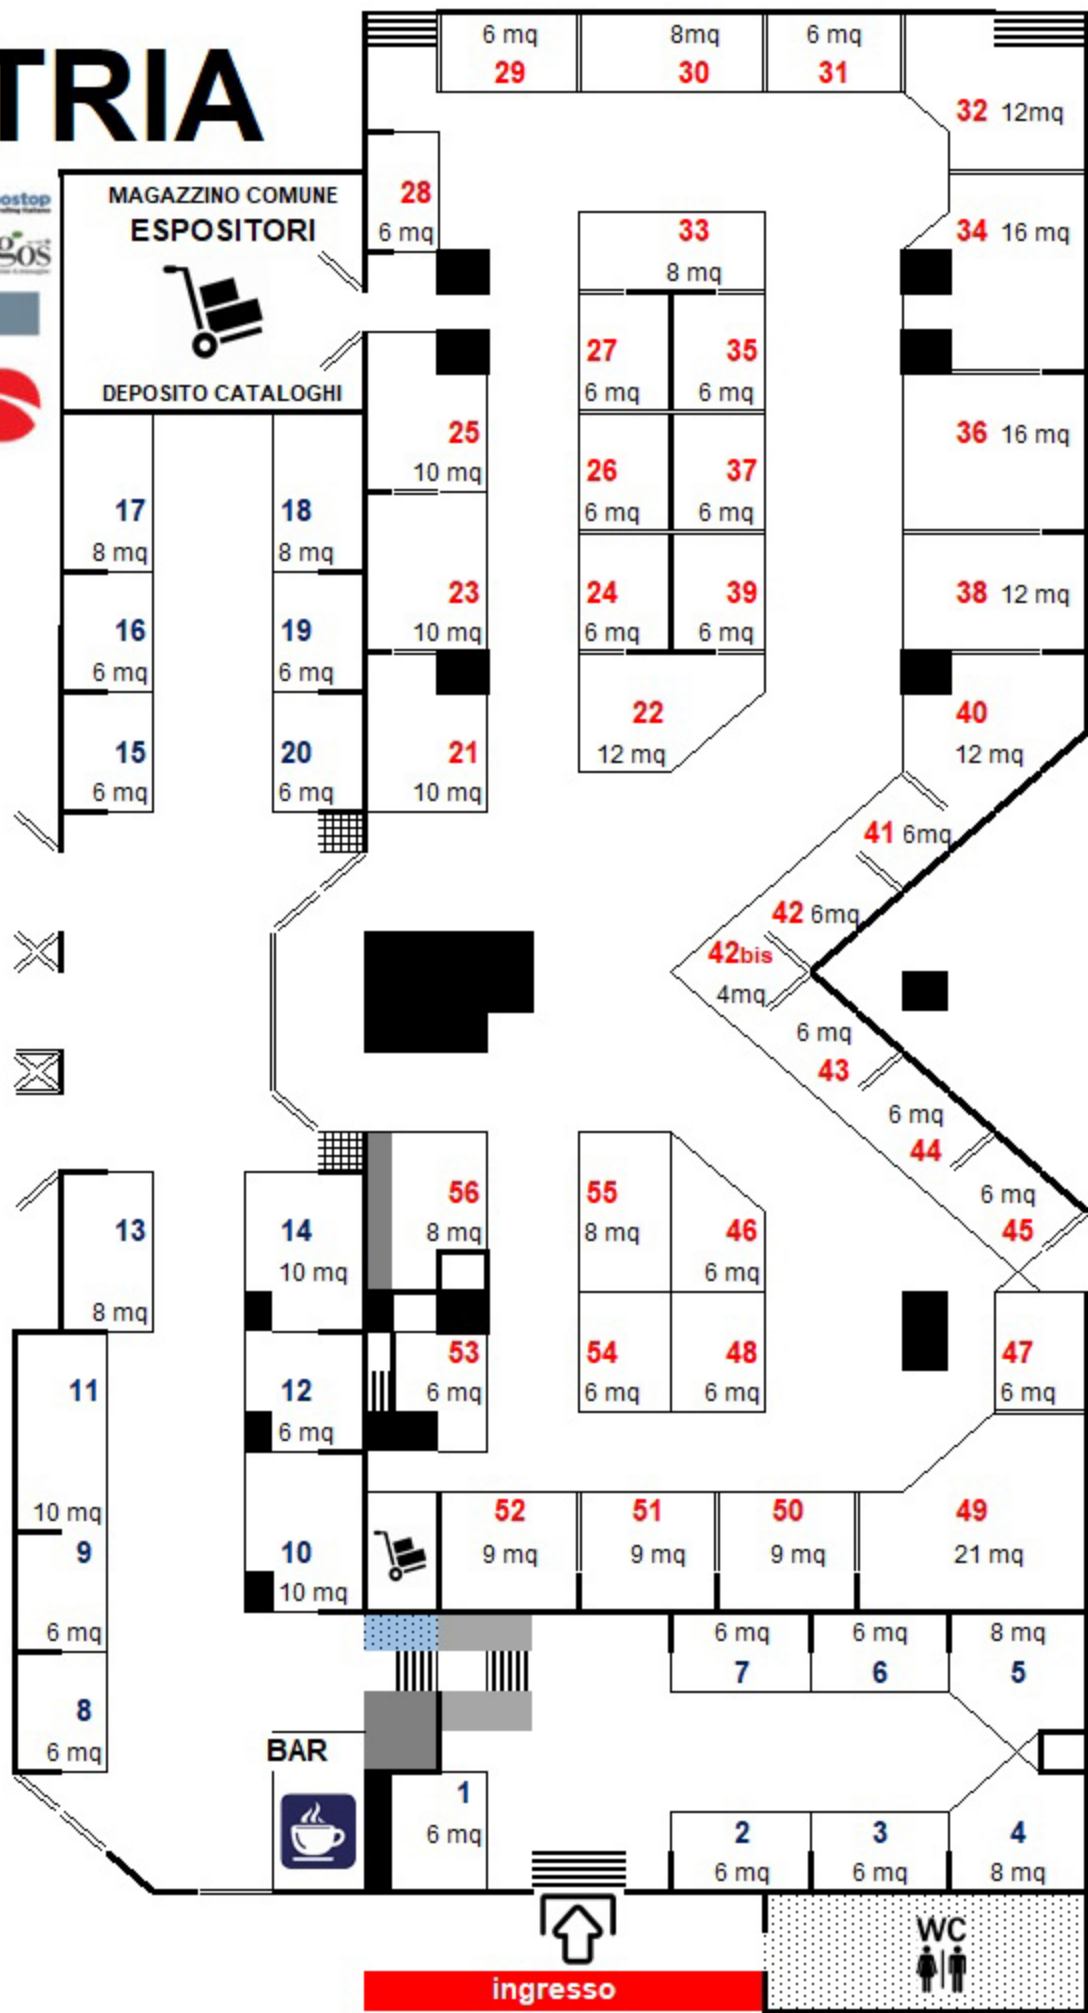 TRIA
6 mq
29
8mq
30
6 mq
31
32 12mq
MAGAZZINO COMUNE
ESPOSITORI
DEPOSITO CATALOGHI
28
6 mq
33
8 mq
34 16 mq
27
6 mq
35
6 mq
25
10 mq
36 16 mq
26
6 mq
37
6 mq
17
8 mq
18
8 mq
23
10 mq
24
6 mq
39
6 mq
38 12 mq
16
6 mq
19
6 mq
22
12 mq
40
12 mq
15
6 mq
20
6 mq
21
10 mq
41 6mq
42 6mq
42bis
4mq
6 mq
43
6 mq
44
6 mq
45
56
8 mq
55
8 mq
46
6 mq
13
8 mq
14
10 mq
53
6 mq
54
6 mq
48
6 mq
47
6 mq
11
10 mq
12
6 mq
52
9 mq
51
9 mq
50
9 mq
49
21 mq
9
6 mq
10
10 mq
6 mq
7
6 mq
6
8 mq
5
8
6 mq
BAR
1
6 mq
2
6 mq
3
6 mq
4
8 mq
WC
ingresso